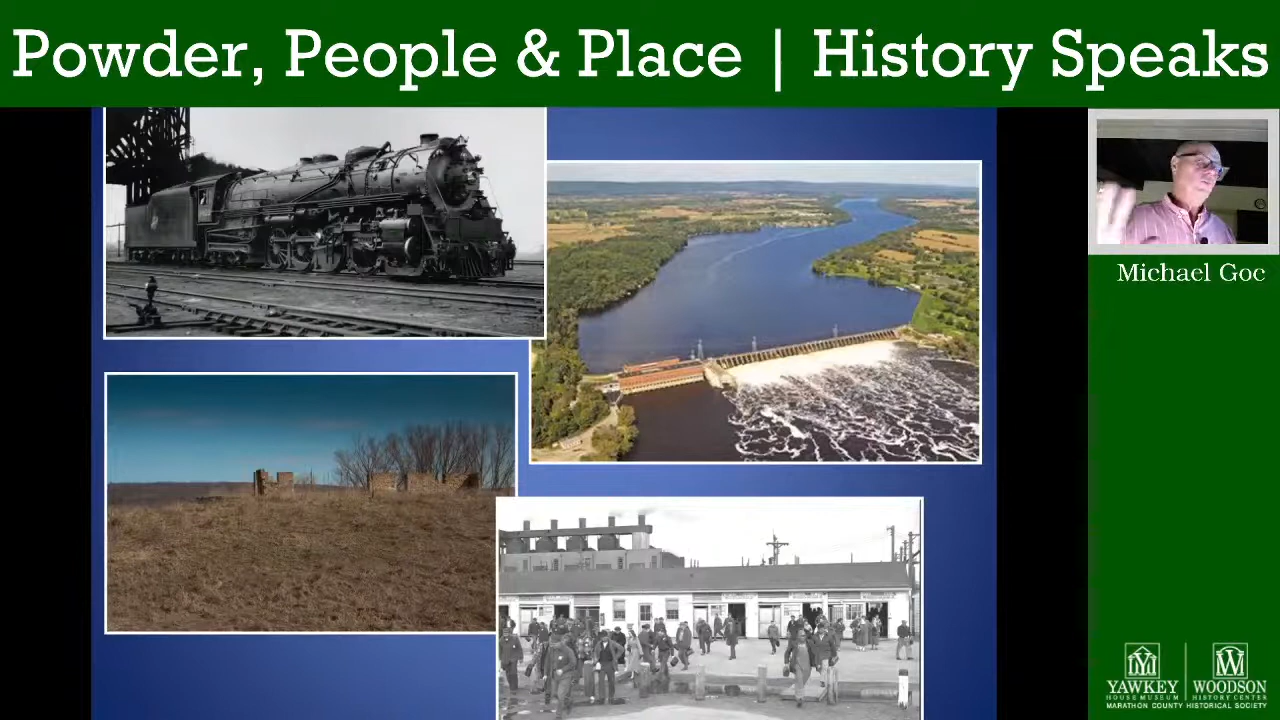 Powder, People & Place | History Speaks
Michael Goc
YAWKEY
HOUSE MUSEUM
WOODSON
HISTORY CENTER
MARATHON COUNTY HISTORICAL SOCIETY